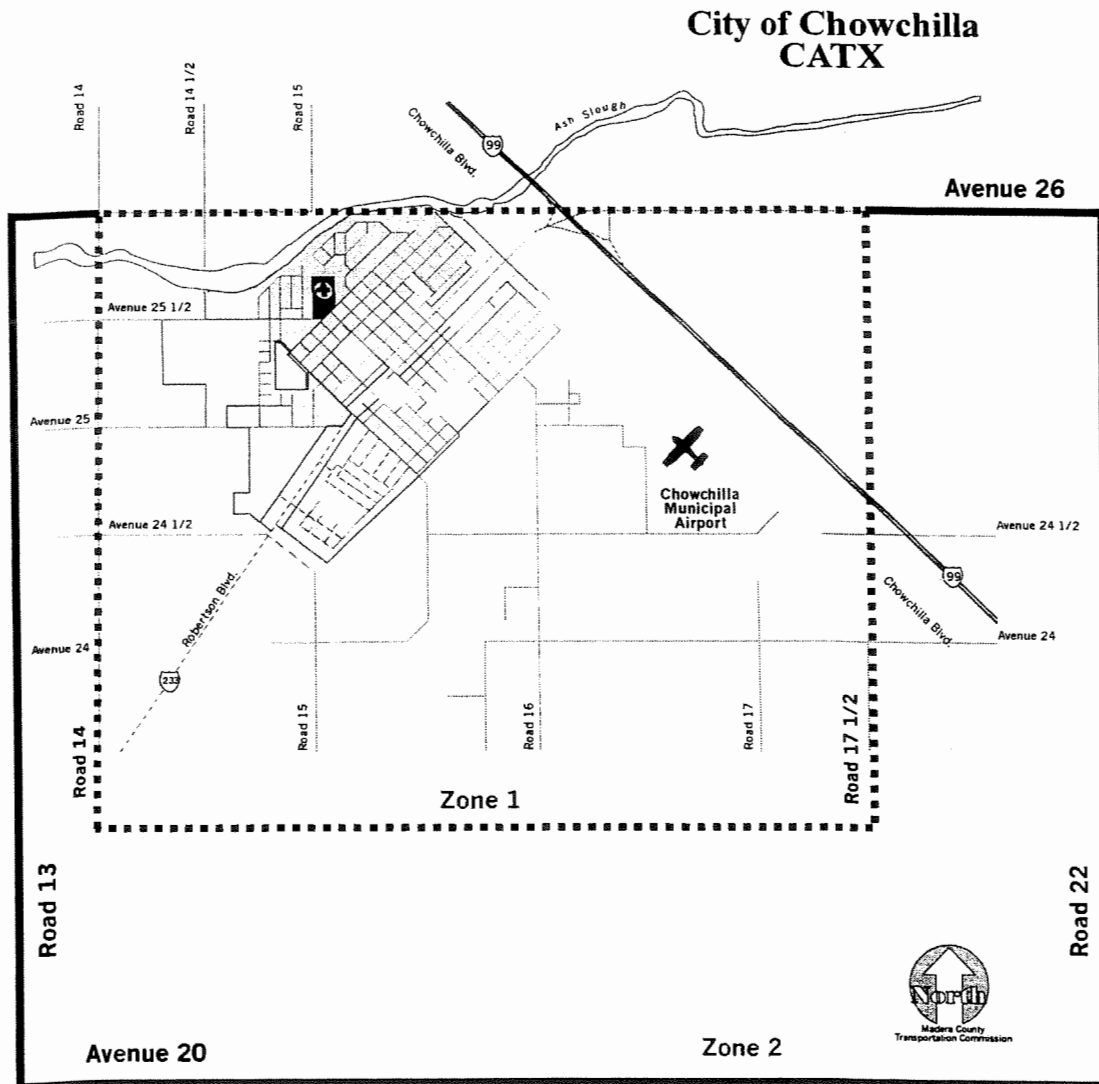 City of Chowchilla
CATX
Road 14
Road 14 1/2
Road 15
Chowchilla Blvd.
99
Ash Slough
Avenue 26
Avenue 25 1/2
Avenue 25
Chowchilla
Municipal
Airport
Avenue 24 1/2
Avenue 24 1/2
99
Chowchilla Blvd.
Robertson Blvd.
Avenue 24
Avenue 24
233
Road 14
Road 15
Road 16
Road 17
Road 17 1/2
Zone 1
Road 13
Road 22
North
Madera County
Transportation Commission
Avenue 20
Zone 2